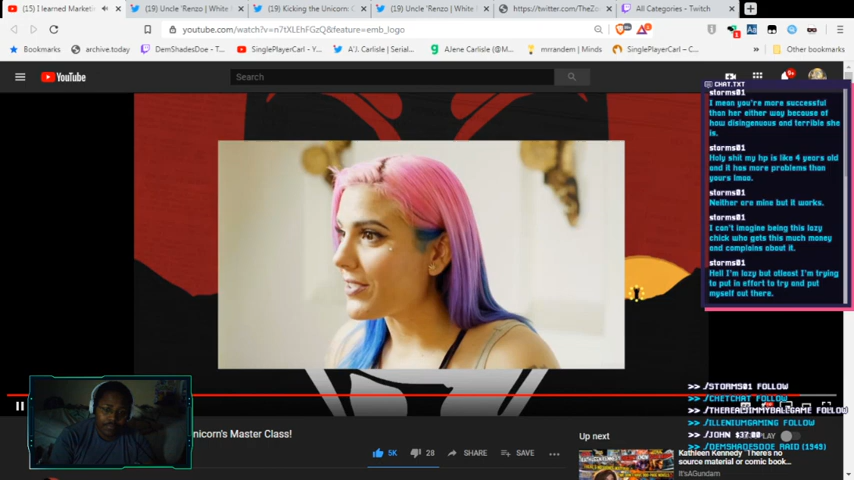 (15) I learned Market
(19) Uncle 'Renzo | White
(19) Kicking the Unicorn: C
(19) Uncle 'Renzo | White
https://twitter.com/TheZo
All Categories - Twitch
youtube.com/watch?v=n7tXLEhFGzQ&feature=emb_logo
Bookmarks
archive.today
DemShadesDoe - T...
SinglePlayerCarl - Y...
A.J. Carlisle | Serial...
AJene Carlisle (@M...
mrrandem | Minds
SinglePlayerCarl – C...
Other Bookmarks
YouTube
Search
9+
CHAT.TXT
storms01
I mean you're more successful
than her either way because of
how disingenuous and terrible she
is.
storms01
Holy shit my hp is like 4 years old
and it has more problems than
yours lmao.
storms01
Neither are mine but it works.
storms01
I can't imagine being this lazy
chick who gets this much money
and complains about it.
storms01
Hell I'm lazy but atleast I'm trying
to put in effort to try and put
myself out there.
>> ./STORMS01 FOLLOW
>> ./CHETCHAT FOLLOW
>> ./THEREALJIMMYBALLGAME FOLLOW
>> ./ILLENIUMGAMING FOLLOW
>> ./JOHN
>> ./DEMSHADESDOE RAID (1545)
nicorn's Master Class!
5K
28
SHARE
SAVE
Up next
Kathleen Kennedy 'There's no
source material or comic book...
It'sAGundam